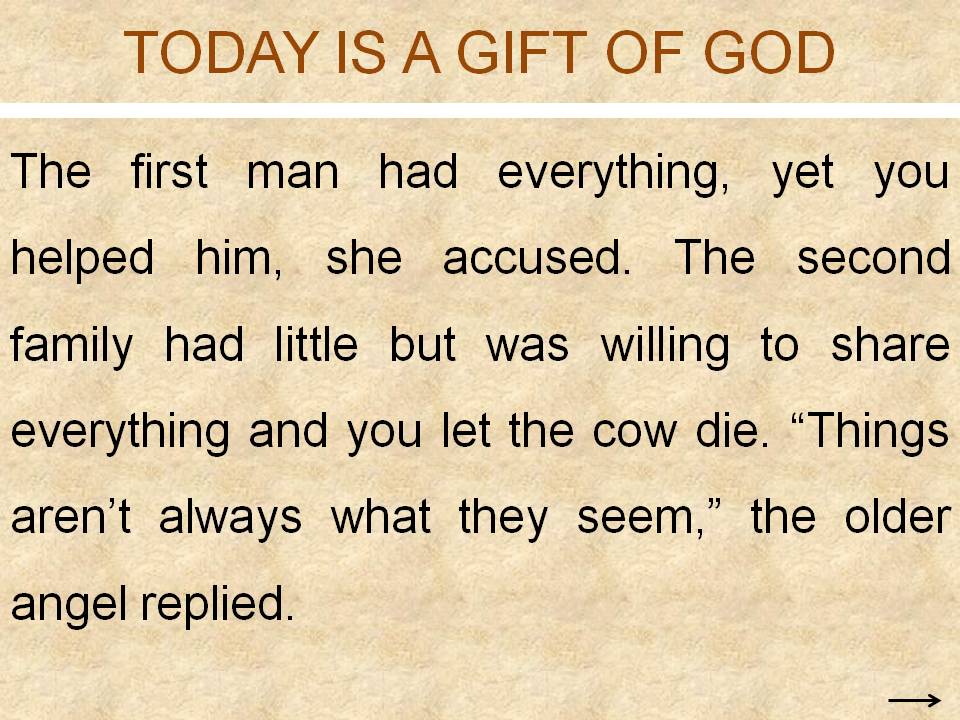 TODAY IS A GIFT OF GOD
The first man had everything, yet you
helped him, she accused. The second
family had little but was willing to share
everything and you let the cow die. “Things
aren’t always what they seem,” the older
angel replied.